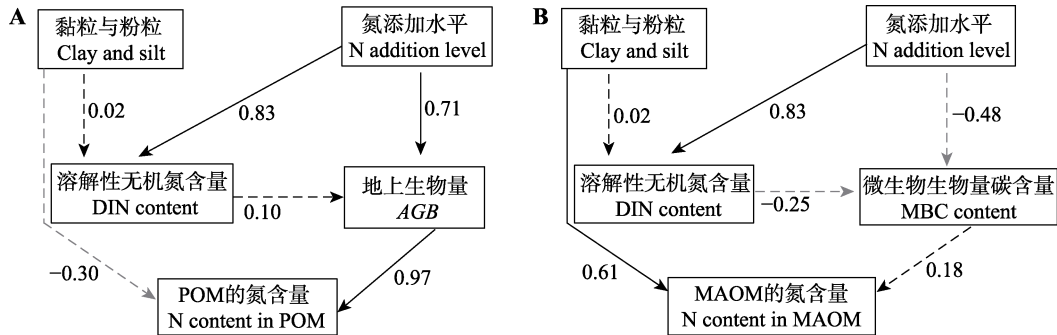 A
黏粒与粉粒
Clay and silt
氮添加水平
N addition level
0.02
0.83
0.71
溶解性无机氮含量
DIN content
0.10
地上生物量
AGB
−0.30
0.97
POM的氮含量
N content in POM
B
黏粒与粉粒
Clay and silt
氮添加水平
N addition level
0.02
0.83
−0.48
溶解性无机氮含量
DIN content
−0.25
微生物生物量碳含量
MBC content
0.61
0.18
MAOM的氮含量
N content in MAOM